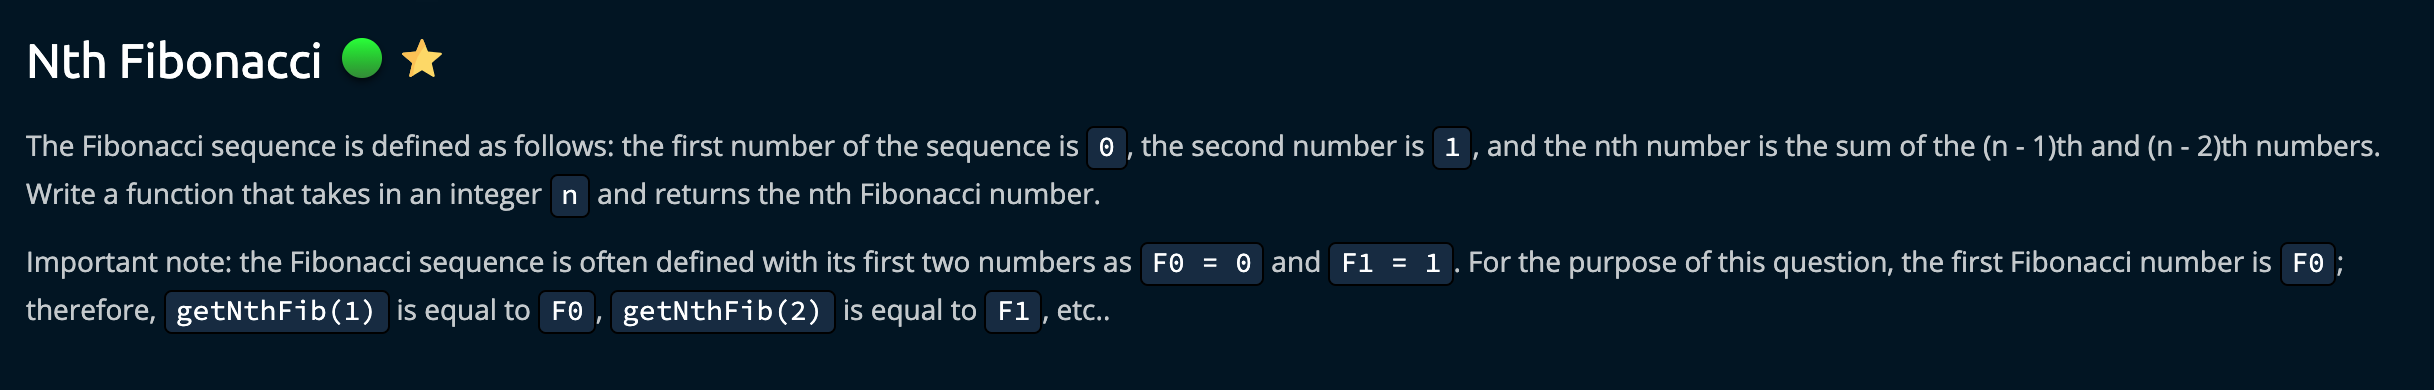 Nth Fibonacci
The Fibonacci sequence is defined as follows: the first number of the sequence is 0, the second number is 1, and the nth number is the sum of the (n - 1)th and (n - 2)th numbers.
Write a function that takes in an integer n and returns the nth Fibonacci number.
Important note: the Fibonacci sequence is often defined with its first two numbers as F0 = 0 and F1 = 1. For the purpose of this question, the first Fibonacci number is F0;
therefore, getNthFib(1) is equal to F0, getNthFib(2) is equal to F1, etc..